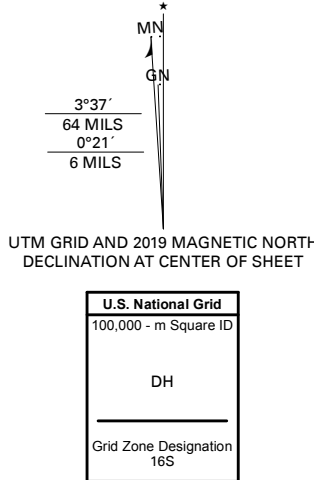 ★
MN
GN
3°37´
64 MILS
0°21´
6 MILS
UTM GRID AND 2019 MAGNETIC NORTH
DECLINATION AT CENTER OF SHEET
U.S. National Grid
100,000 - m Square ID
DH
Grid Zone Designation
16S